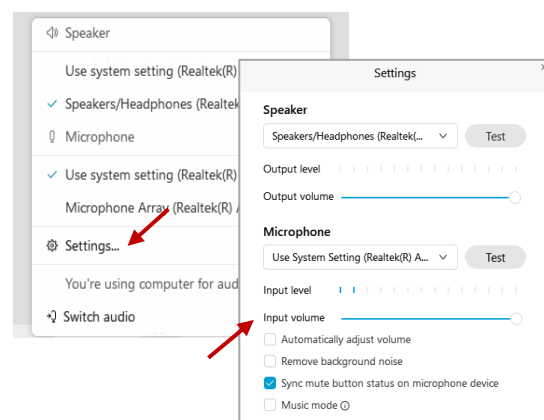 Speaker
Use system setting (Realtek(R)
Speakers/Headphones (Realtek
Microphone
Use system setting (Realtek(R)
Microphone Array (Realtek(R) A
Settings...
You're using computer for aud
Switch audio
Settings
Speaker
Speakers/Headphones (Realtek(... Test
Output level
Output volume
Microphone
Use System Setting (Realtek(R) A... Test
Input level
Input volume
Automatically adjust volume
Remove background noise
Sync mute button status on microphone device
Music mode